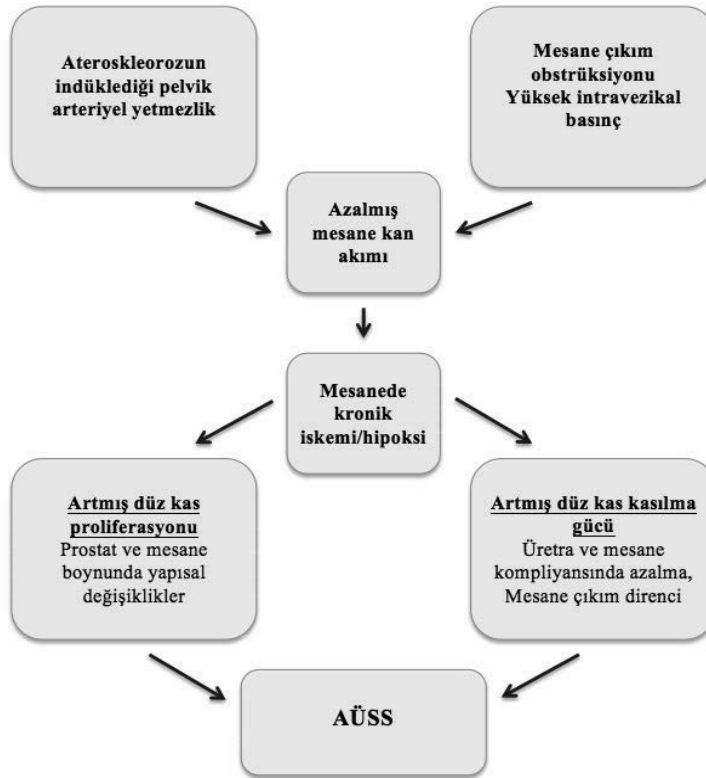 Ateroskleorozun
indüklediği pelvik
arteriyel yetmezlik
Mesane çıkım
obstrüksiyonu
Yüksek intravezikal
basınç
Azalmış
mesane kan
akımı
Mesanede
kronik
iskemi/hipoksi
Artmış düz kas
proliferasyonu
Prostat ve mesane
boynunda yapısal
değişiklikler
Artmış düz kas kasılma
gücü
Üretra ve mesane
kompliyansında azalma,
Mesane çıkım direnci
AÜSS